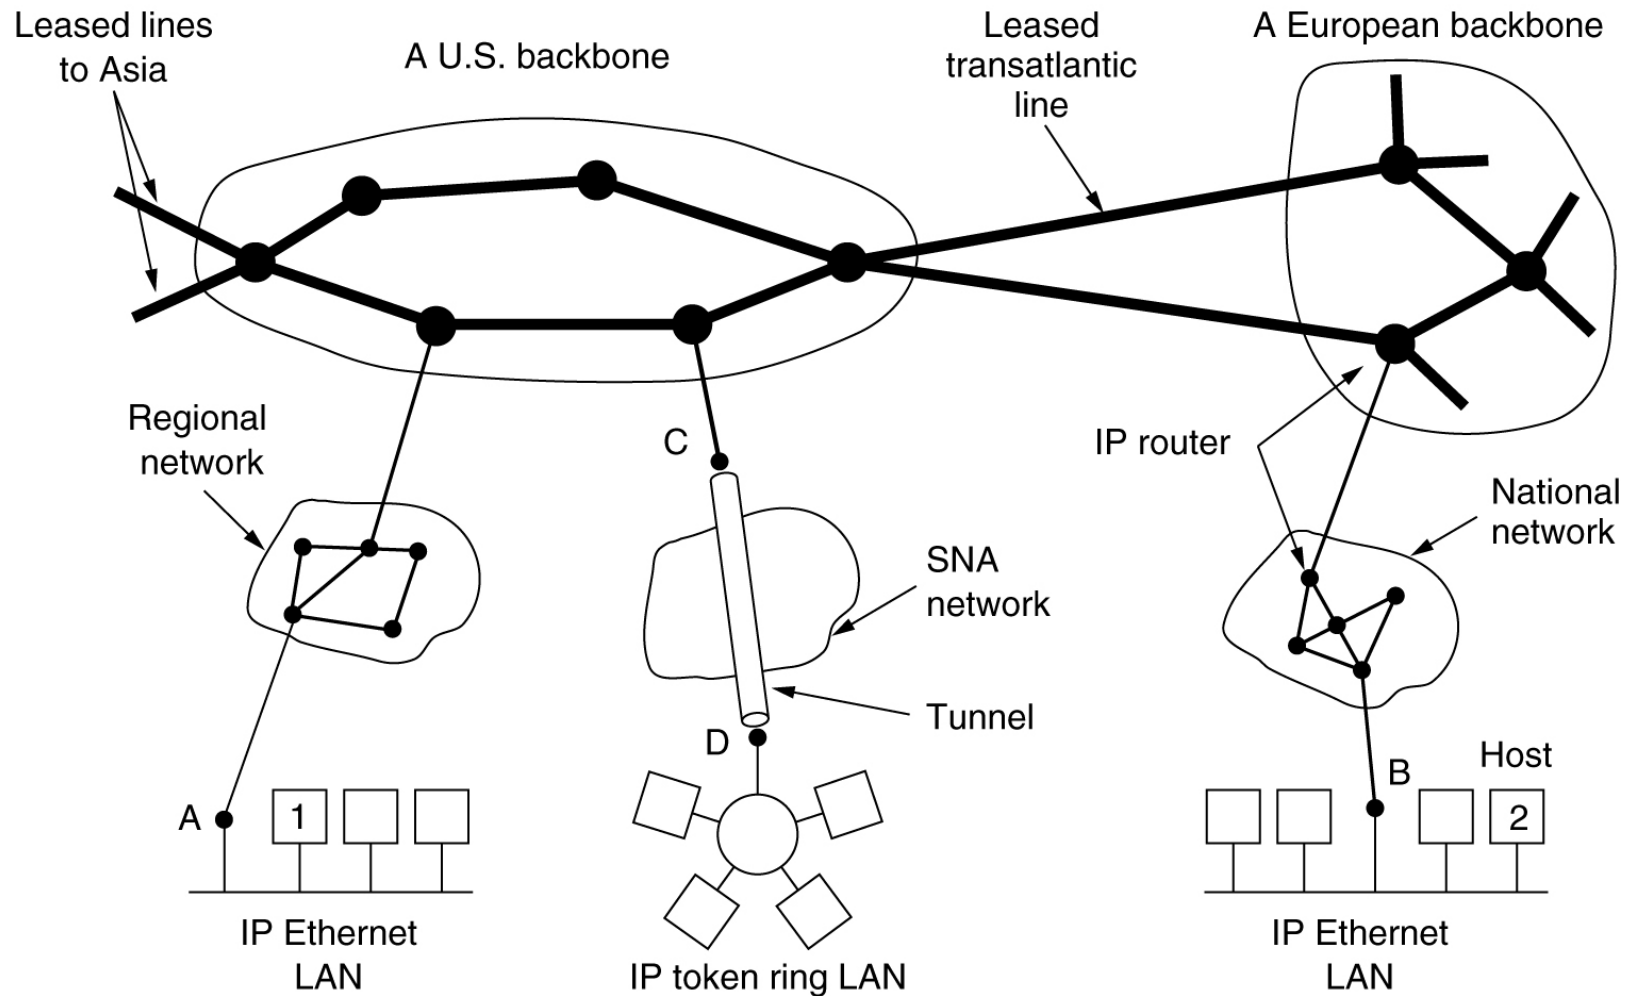 Leased lines
to Asia
A U.S. backbone
Leased
transatlantic
line
A European backbone
Regional
network
C
IP router
National
network
SNA
network
Tunnel
D
A
1
B
Host
2
IP Ethernet
LAN
IP token ring LAN
IP Ethernet
LAN